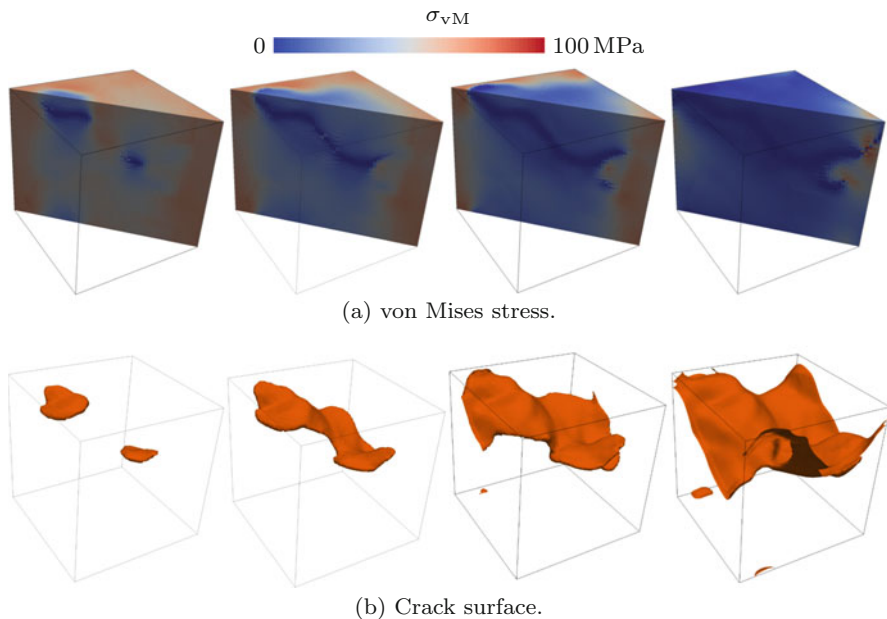 σvM
0 100 MPa
(a) von Mises stress.
(b) Crack surface.